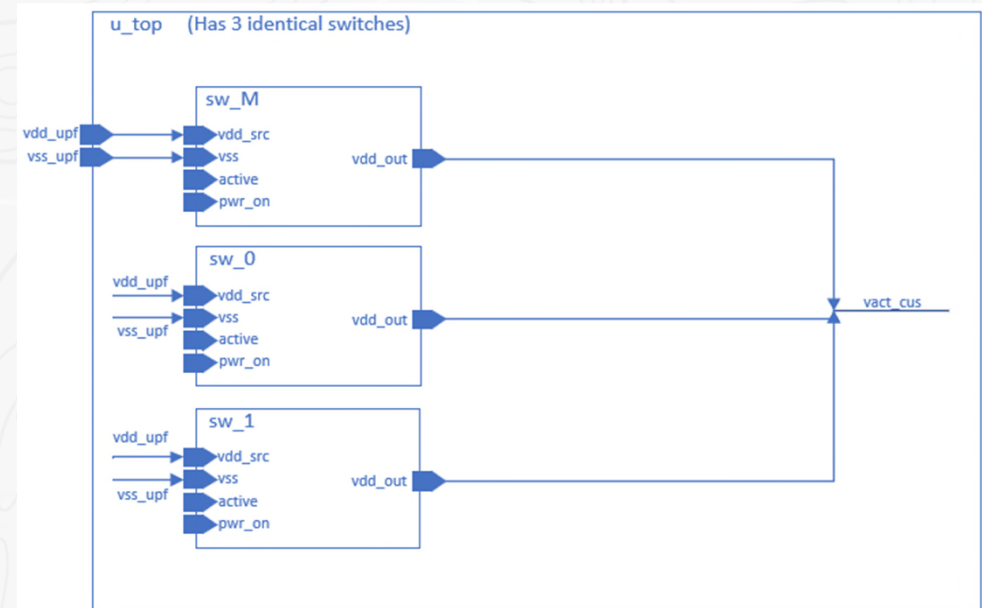 u_top (Has 3 identical switches)
sw_M
vdd_upf
vdd_src
vss_upf
vss
vdd_out
active
pwr_on
sw_0
vdd_upf
vdd_src
vss
vdd_out
vss_upf
active
pwr_on
vact_cus
sw_1
vdd_upf
vdd_src
vss
vdd_out
vss_upf
active
pwr_on